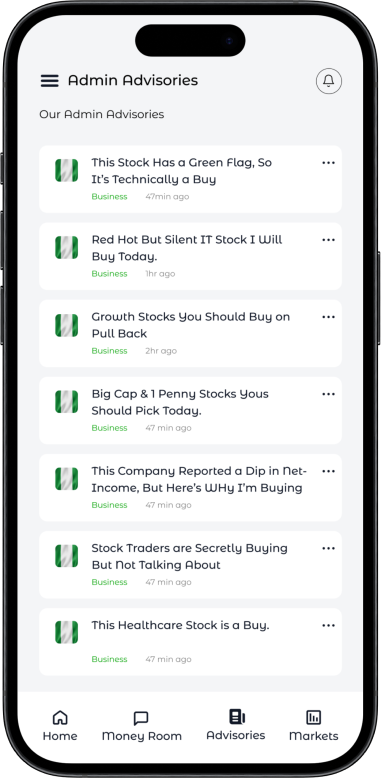 Admin Advisories
Our Admin Advisories
This Stock Has a Green Flag, So
It's Technically a Buy
Business 47min ago
Red Hot But Silent IT Stock I Will
Buy Today.
Business 1hr ago
Growth Stocks You Should Buy on
Pull Back
Business 2hr ago
Big Cap & 1 Penny Stocks Yous
Should Pick Today.
Business 47 min ago
This Company Reported a Dip in Net-
Income, But Here's WHy I'm Buying
Business 47 min ago
Stock Traders are Secretly Buying
But Not Talking About
Business 47 min ago
This Healthcare Stock is a Buy.
Business 47 min ago
Home Money Room Advisories Markets